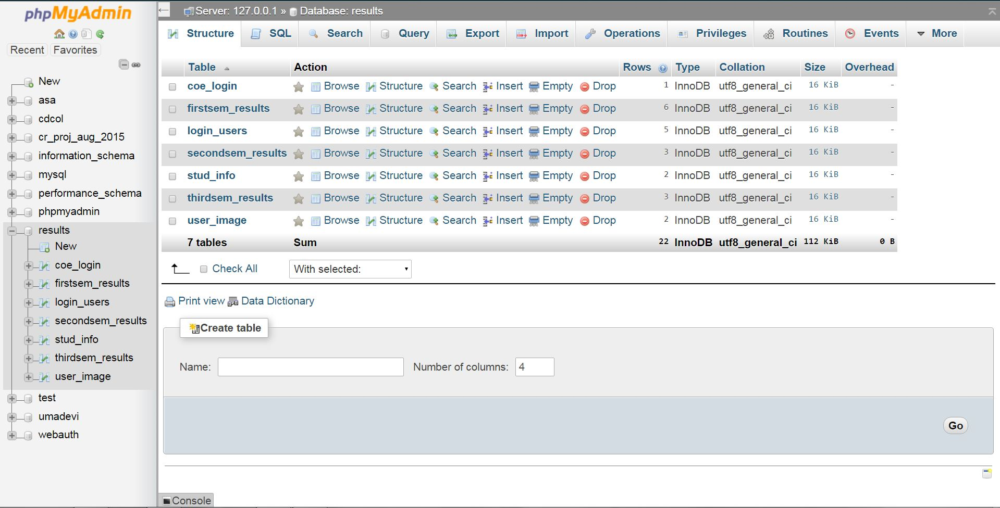 phpMyAdmin
Recent Favorites
New
asa
cdcol
cr_proj_aug_2015
information_schema
mysql
performance_schema
phpmyadmin
results
New
coe_login
firstsem_results
login_users
secondsem_results
stud_info
thirdsem_results
user_image
test
umadevi
webauth
Server: 127.0.0.1 » Database: results
Structure SQL Search Query Export Import Operations Privileges Routines Events More
Table Action Rows Type Collation Size Overhead
coe_login Browse Structure Search Insert Empty Drop 1 InnoDB utf8_general_ci 16 KiB -
firstsem_results Browse Structure Search Insert Empty Drop 6 InnoDB utf8_general_ci 16 KiB -
login_users Browse Structure Search Insert Empty Drop 5 InnoDB utf8_general_ci 16 KiB -
secondsem_results Browse Structure Search Insert Empty Drop 3 InnoDB utf8_general_ci 16 KiB -
stud_info Browse Structure Search Insert Empty Drop 2 InnoDB utf8_general_ci 16 KiB -
thirdsem_results Browse Structure Search Insert Empty Drop 3 InnoDB utf8_general_ci 16 KiB -
user_image Browse Structure Search Insert Empty Drop 2 InnoDB utf8_general_ci 16 KiB -
7 tables Sum 22 InnoDB utf8_general_ci 112 KiB 0 B
Check All With selected:
Print view Data Dictionary
Create table
Name: Number of columns: 4
Go
Console